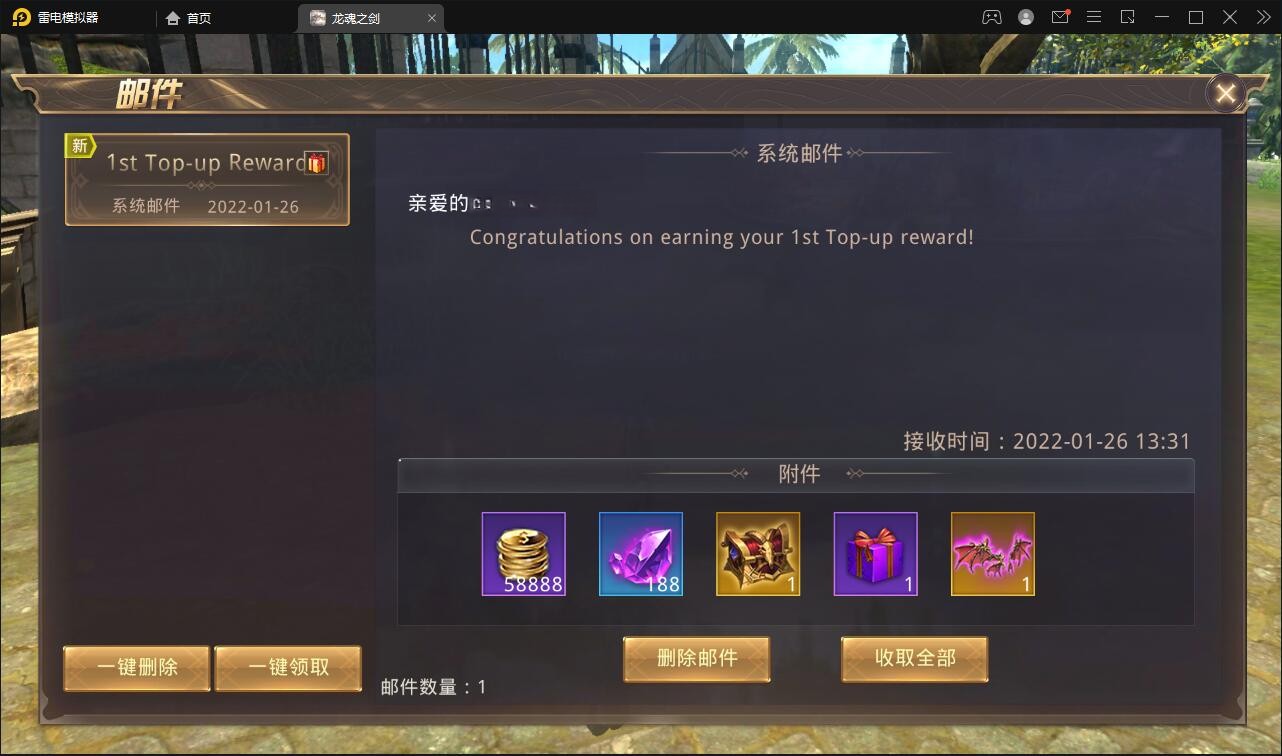 雷电模拟器
首页
龙魂之剑
邮件
新
1st Top-up Reward
系统邮件 2022-01-26
系统邮件
亲爱的
Congratulations on earning your 1st Top-up reward!
接收时间：2022-01-26 13:31
附件
58888
188
1
1
1
一键删除
一键领取
删除邮件
收取全部
邮件数量：1